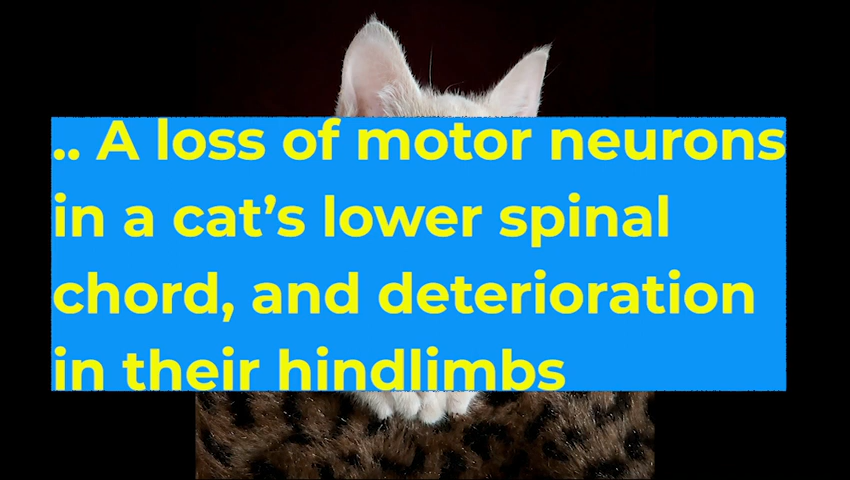 .. A loss of motor neurons
in a cat’s lower spinal
chord, and deterioration
in their hindlimbs